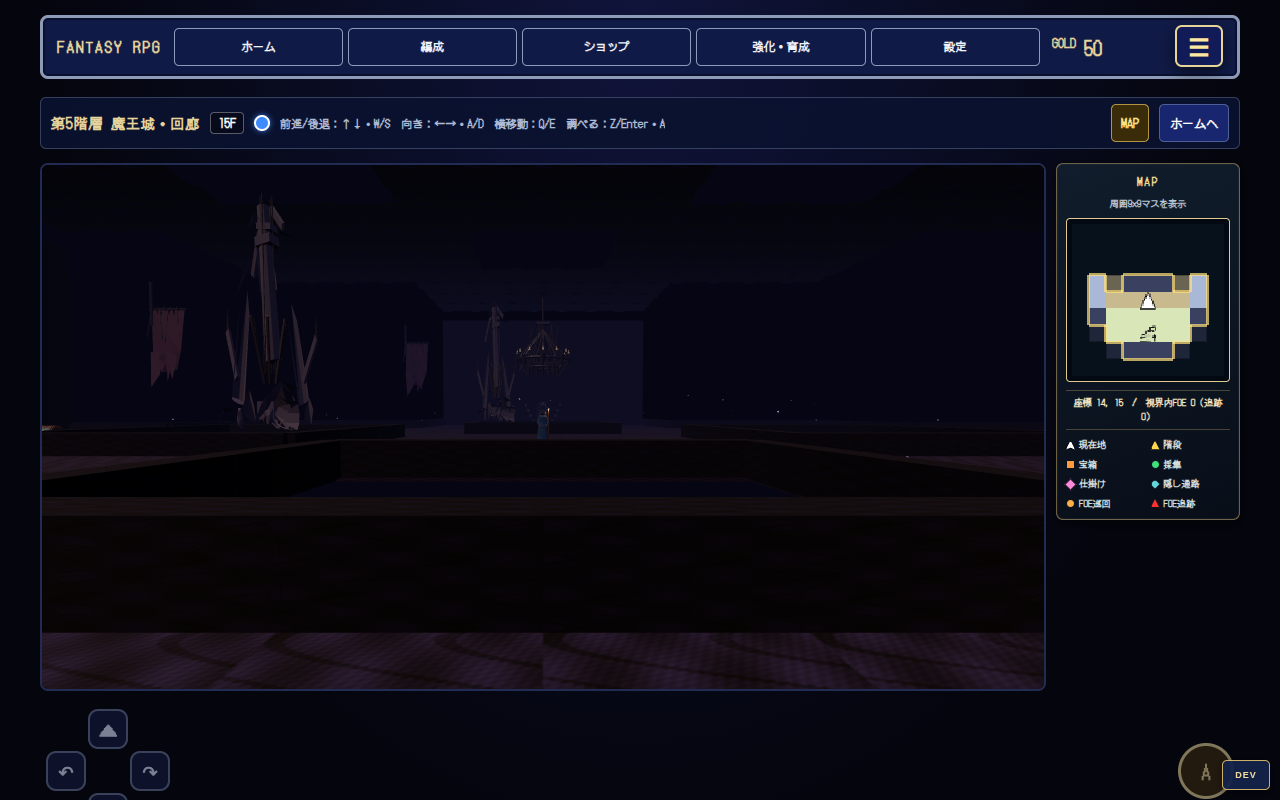 FANTASY RPG
ホーム
編成
ショップ
強化・育成
設定
GOLD 50
第5階層 魔王城・回廊
15F
前進/後退：↑↓・W/S 向き：←→・A/D 横移動：Q/E 調べる：Z/Enter・A
MAP
ホームへ
MAP
周囲9x9マスを表示
座標 14, 15 / 視界内FOE 0（追跡
0）
現在地
階段
宝箱
採集
仕掛け
隠し通路
FOE巡回
FOE追跡
A
DEV